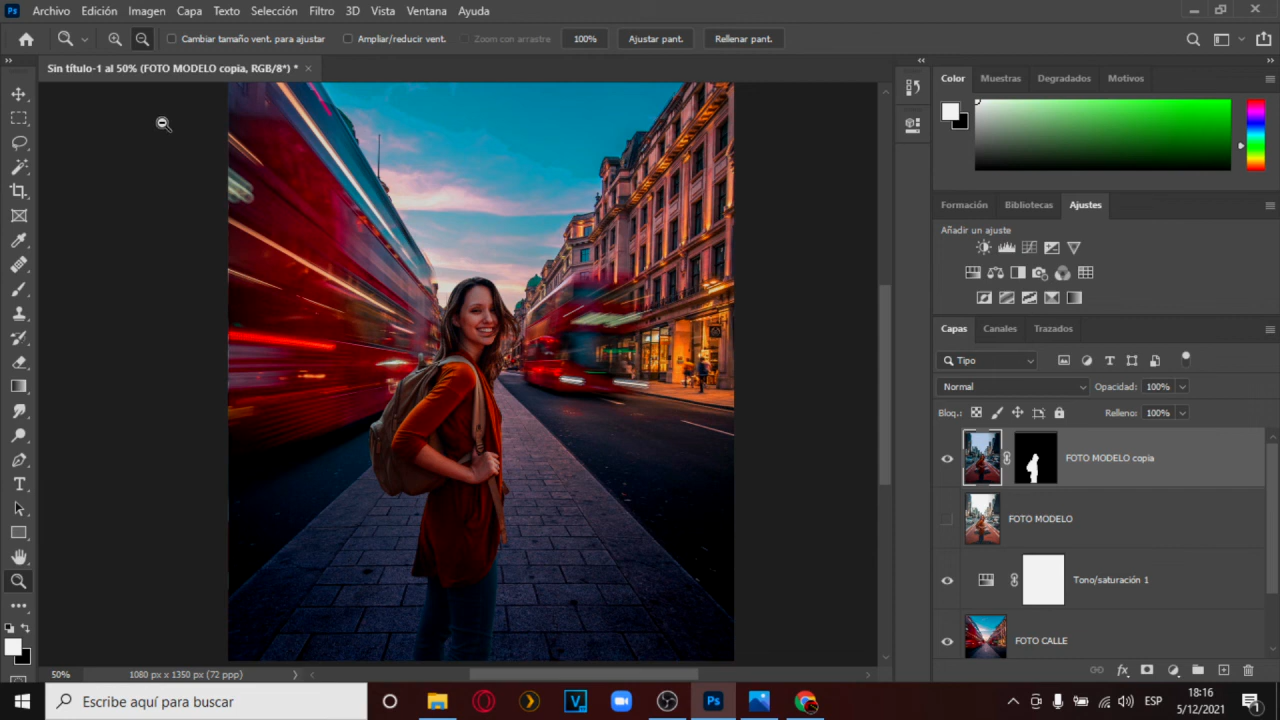 Ps Archivo Edición Imagen Capa Texto Selección Filtro 3D Vista Ventana Ayuda
Cambiar tamaño vent. para ajustar Ampliar/reducir vent. Zoom con arrastre 100% Ajustar pant. Rellenar pant.
Sin título-1 al 50% (FOTO MODELO copia, RGB/8*) * ×
Color Muestras Degradados Motivos
Formación Bibliotecas Ajustes
Añadir un ajuste
Capas Canales Trazados
Tipo
Normal Opacidad: 100%
Bloq.: Relleno: 100%
FOTO MODELO copia
FOTO MODELO
Tono/saturación 1
FOTO CALLE
50% 1080 px x 1350 px (72 ppp)
Escribe aquí para buscar
Ps
ESP
18:16
5/12/2021
1